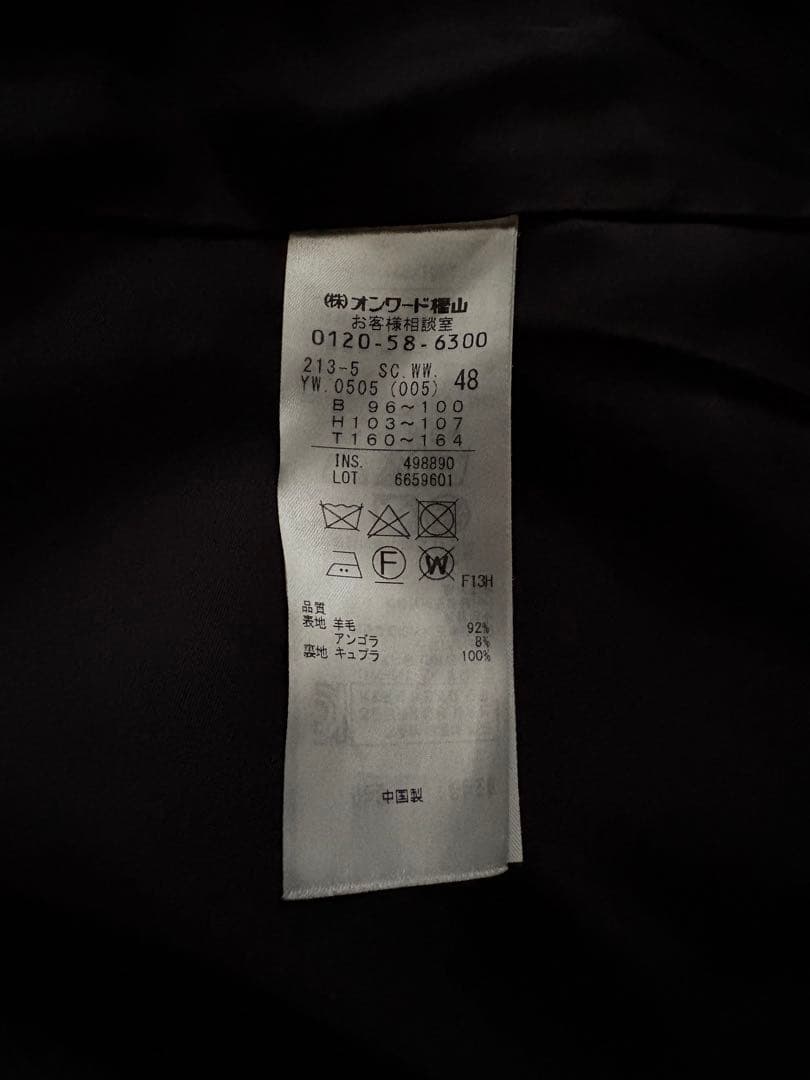 (株)オンワード樫山
お客様相談室
0120-58-6300
213-5 SC.WW.
YW.0505 (005) 48
B 96～100
H103～107
T160～164
INS. 498890
LOT 6659601
F
W
F13H
品質
表地 羊毛 92%
アンゴラ 8%
裏地 キュプラ 100%
中国製